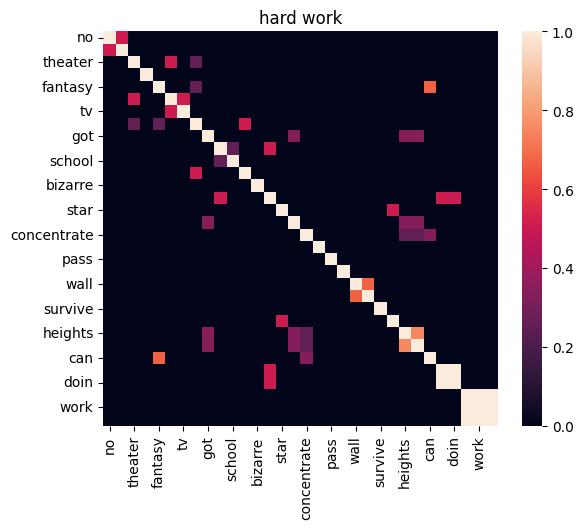 hard work
no
theater
fantasy
tv
got
school
bizarre
star
concentrate
pass
wall
survive
heights
can
doin
work
1.0
0.8
0.6
0.4
0.2
0.0
no
theater
fantasy
tv
got
school
bizarre
star
concentrate
pass
wall
survive
heights
can
doin
work